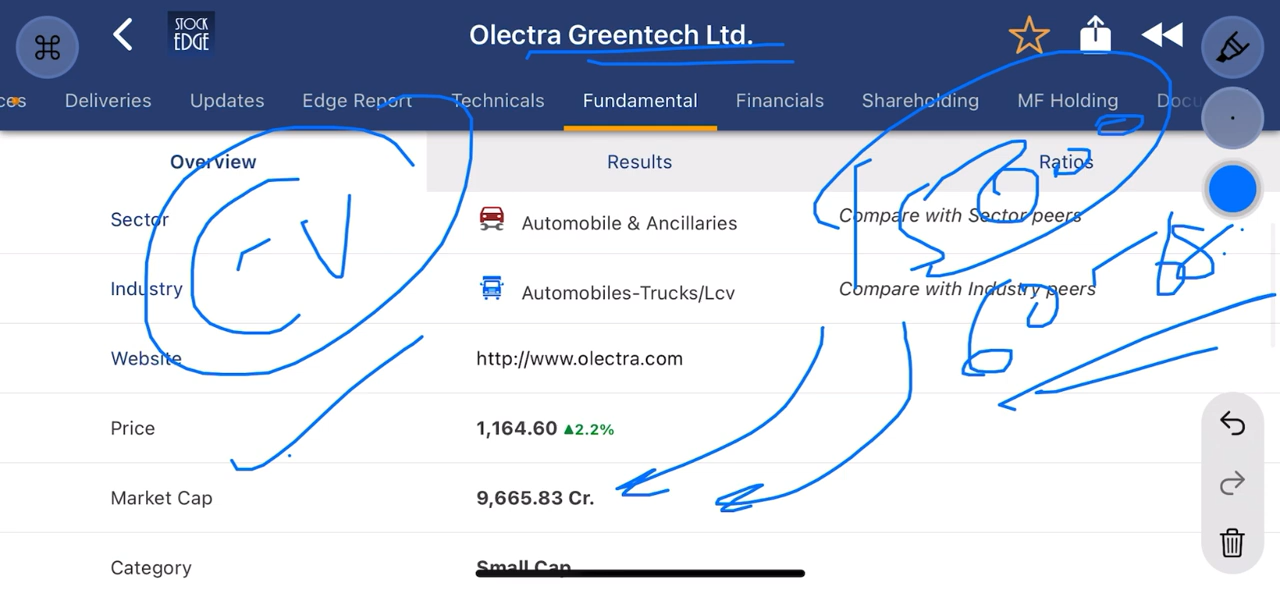 STOCK
EDGE
Olectra Greentech Ltd.
Deliveries Updates Edge Report Technicals Fundamental Financials Shareholding MF Holding
Overview Results Ratios
Sector Automobile & Ancillaries Compare with Sector peers
Industry Automobiles-Trucks/Lcv Compare with Industry peers
Website http://www.olectra.com
Price 1,164.60 ▲2.2%
Market Cap 9,665.83 Cr.
Category Small Cap
EV